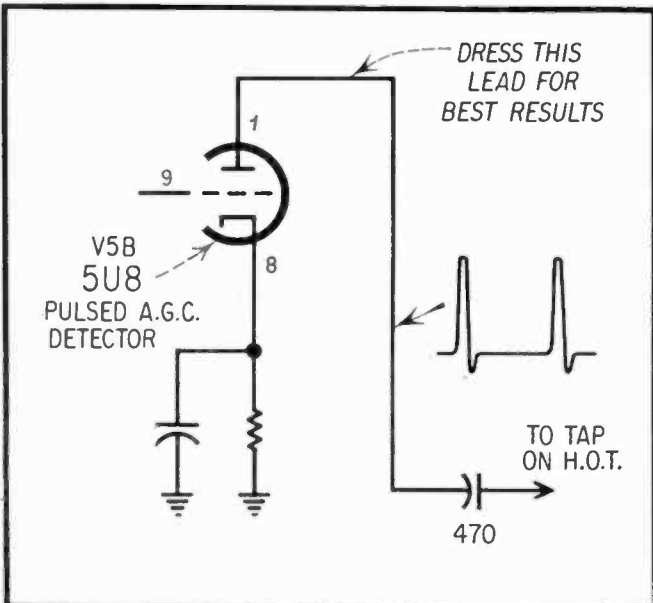 DRESS THIS
LEAD FOR
BEST RESULTS
1
9
V5B
5U8
PULSED A.G.C.
DETECTOR
8
TO TAP
ON H.O.T.
470